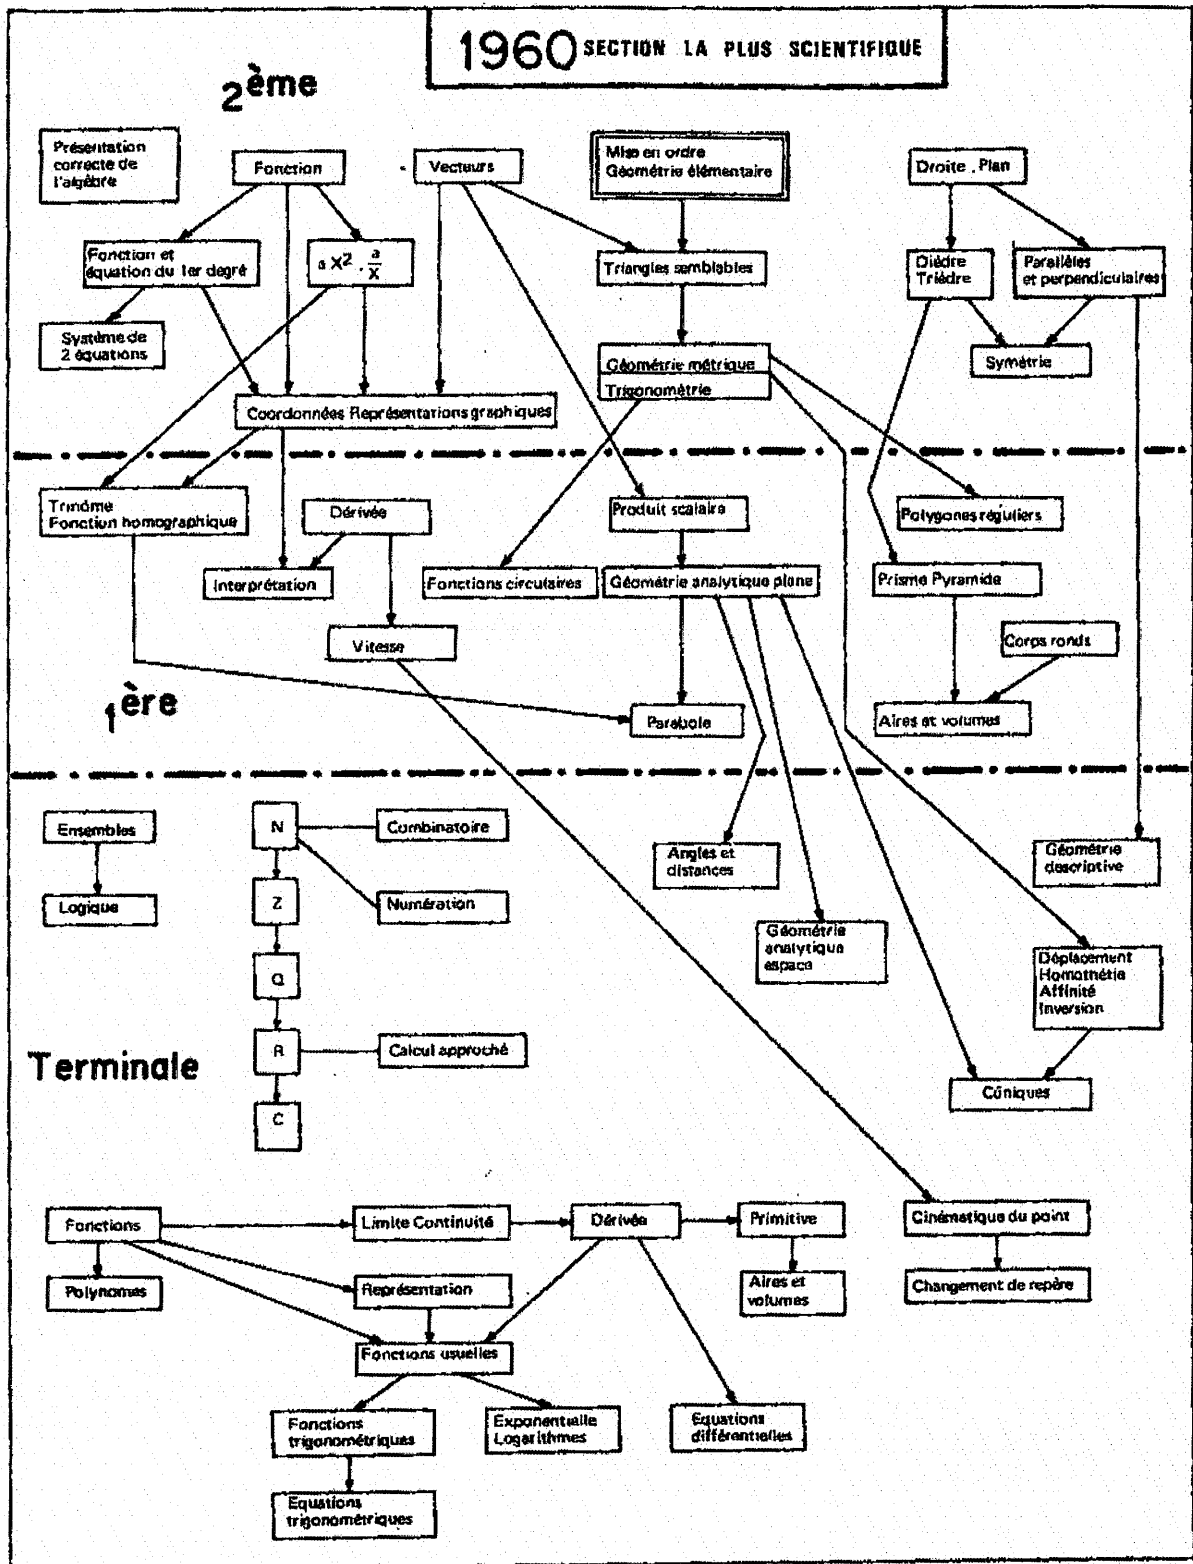 1960 SECTION LA PLUS SCIENTIFIQUE
2ème
Présentation
correcte de
l'algèbre
Fonction
Vecteurs
Mise en ordre
Géométrie élémentaire
Droite . Plan
Fonction et
équation du 1er degré
a X² . a/X
Triangles semblables
Dièdre
Trièdre
Parallèles
et perpendiculaires
Système de
2 équations
Géométrie métrique
Trigonométrie
Symétrie
Coordonnées Représentations graphiques
Trinôme
Fonction homographique
Dérivée
Produit scalaire
Polygones réguliers
Interprétation
Fonctions circulaires
Géométrie analytique plane
Prisme Pyramide
Vitesse
Corps ronds
1ère
Parabole
Aires et volumes
Ensembles
N
Combinatoire
Angles et
distances
Géométrie
descriptive
Logique
Z
Numération
Géométrie
analytique
espace
Q
Déplacement
Homothétie
Affinité
Inversion
Terminale
R
Calcul approché
Côniques
C
Fonctions
Limite Continuité
Dérivée
Primitive
Cinématique du point
Polynomes
Représentation
Aires et
volumes
Changement de repère
Fonctions usuelles
Fonctions
trigonométriques
Exponentielle
Logarithmes
Equations
différentielles
Equations
trigonométriques